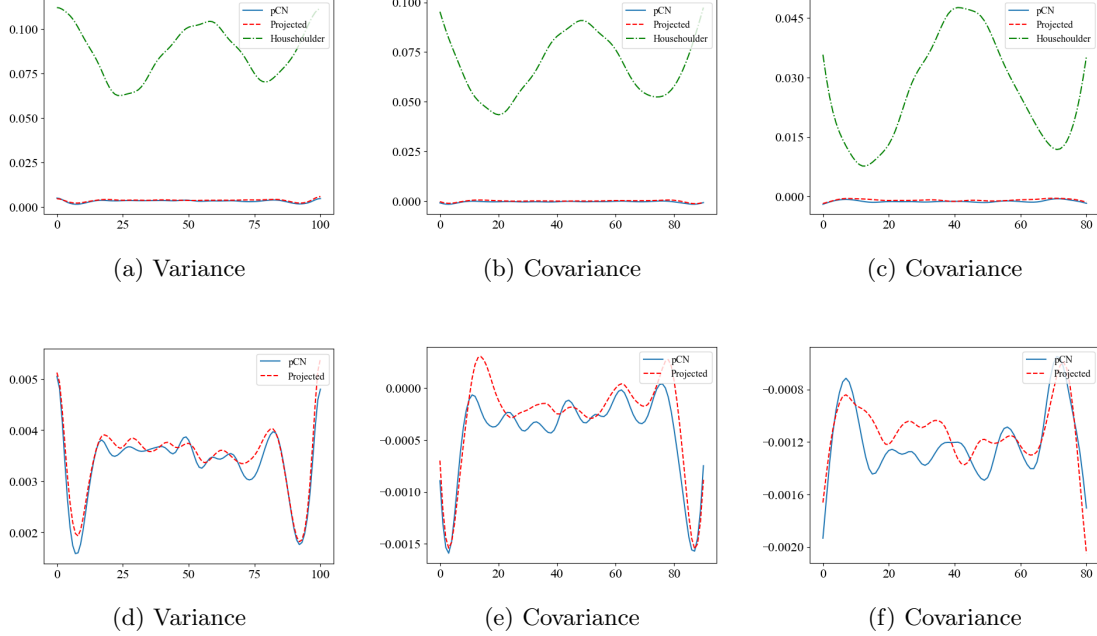 pCN
Projected
Househoulder
0.100
0.075
0.050
0.025
0.000
0 25 50 75 100
(a) Variance
pCN
Projected
Househoulder
0.100
0.075
0.050
0.025
0.000
0 20 40 60 80
(b) Covariance
pCN
Projected
Househoulder
0.045
0.030
0.015
0.000
0 20 40 60 80
(c) Covariance
pCN
Projected
0.005
0.004
0.003
0.002
0 25 50 75 100
(d) Variance
pCN
Projected
0.0000
−0.0005
−0.0010
−0.0015
0 20 40 60 80
(e) Covariance
pCN
Projected
−0.0008
−0.0012
−0.0016
−0.0020
0 20 40 60 80
(f) Covariance